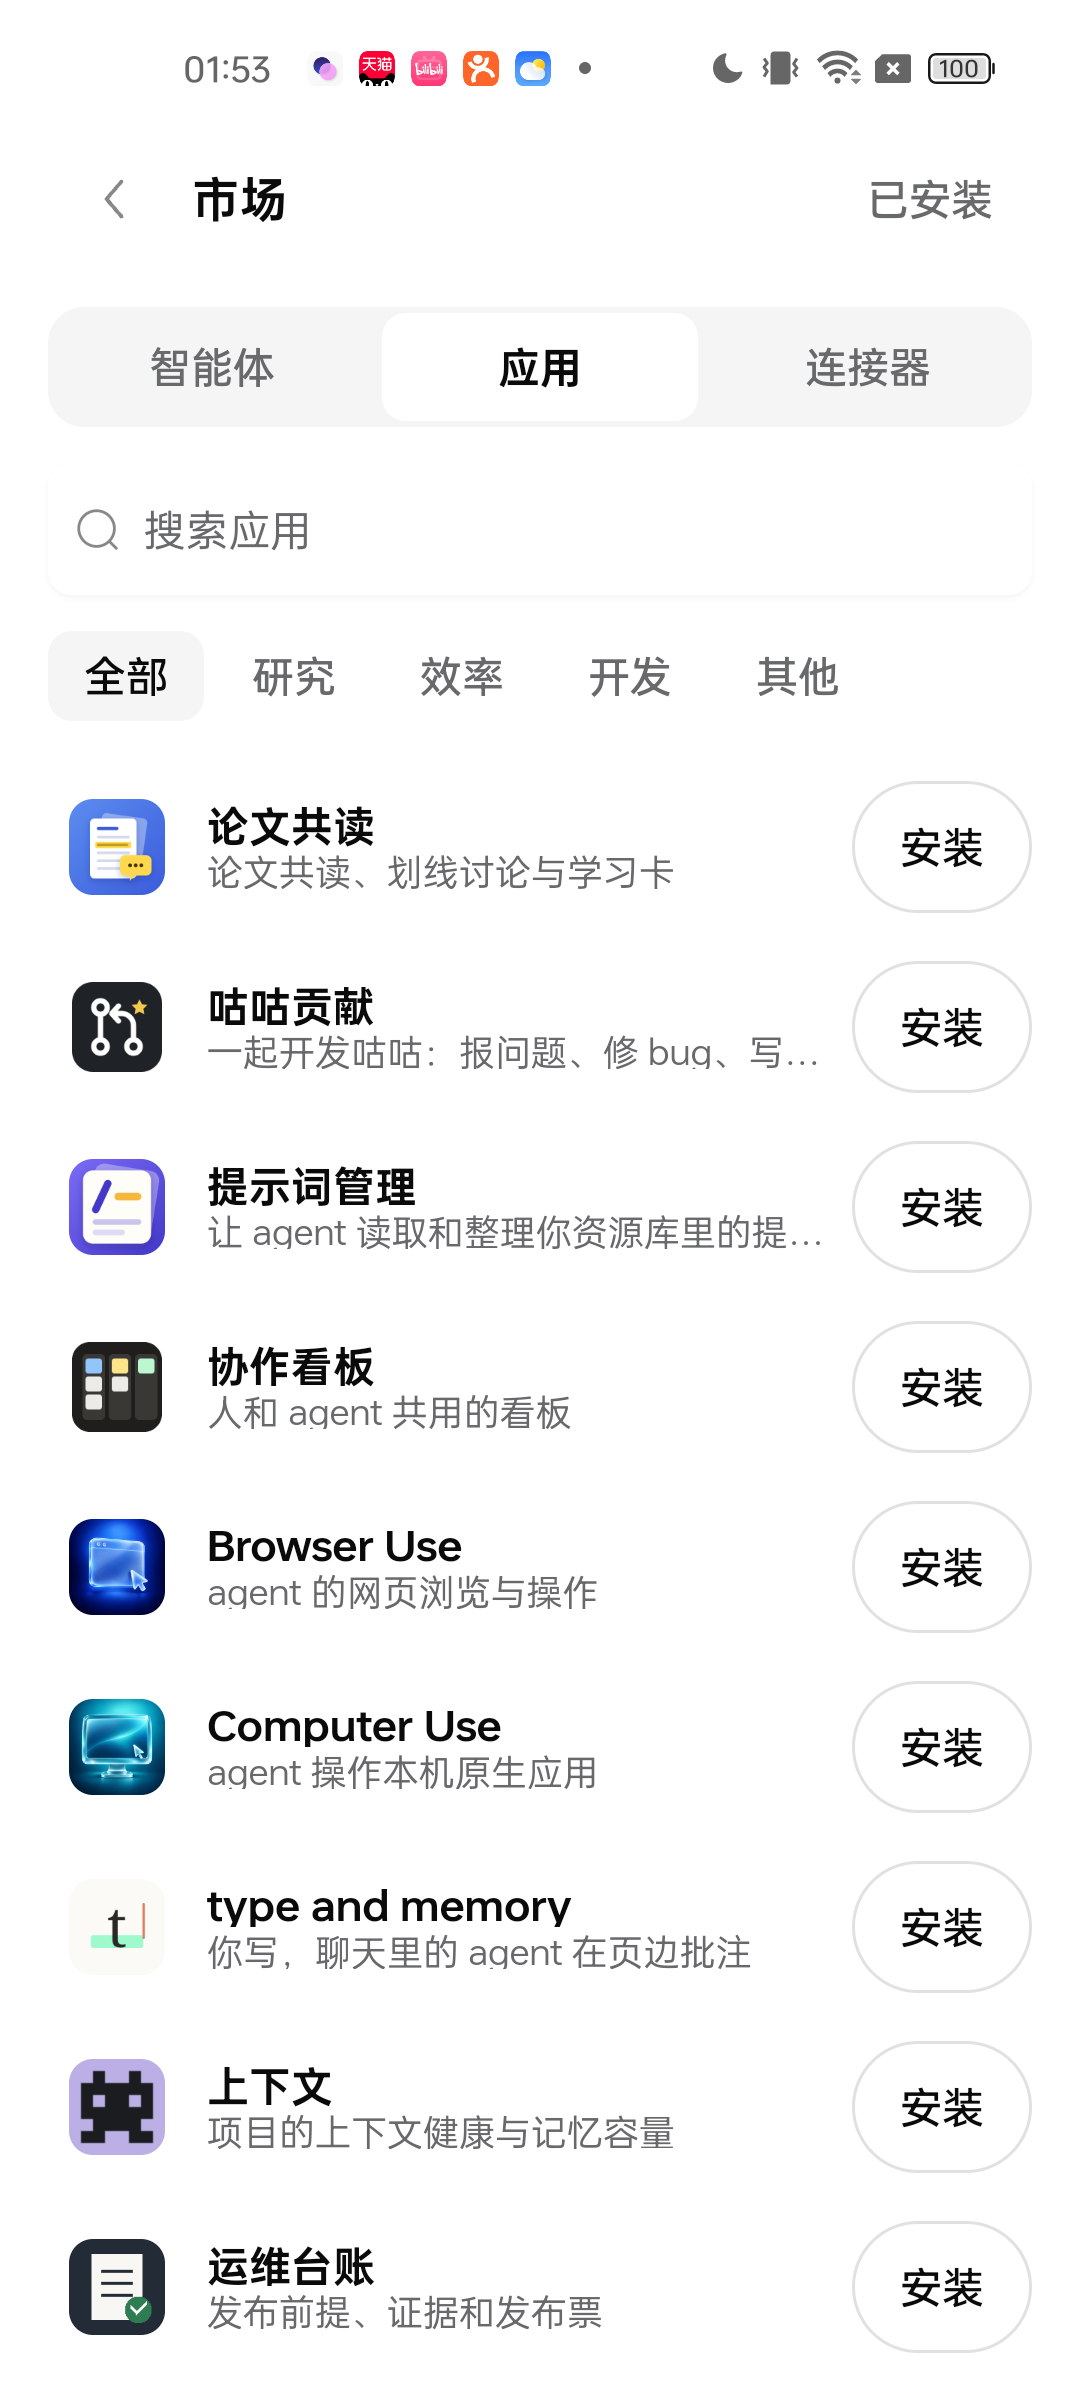 01:53
天猫
bilibili
100
市场
已安装
智能体
应用
连接器
搜索应用
全部
研究
效率
开发
其他
论文共读
论文共读、划线讨论与学习卡
安装
咕咕贡献
一起开发咕咕：报问题、修 bug、写...
安装
提示词管理
让 agent 读取和整理你资源库里的提...
安装
协作看板
人和 agent 共用的看板
安装
Browser Use
agent 的网页浏览与操作
安装
Computer Use
agent 操作本机原生应用
安装
t
type and memory
你写，聊天里的 agent 在页边批注
安装
上下文
项目的上下文健康与记忆容量
安装
运维台账
发布前提、证据和发布票
安装